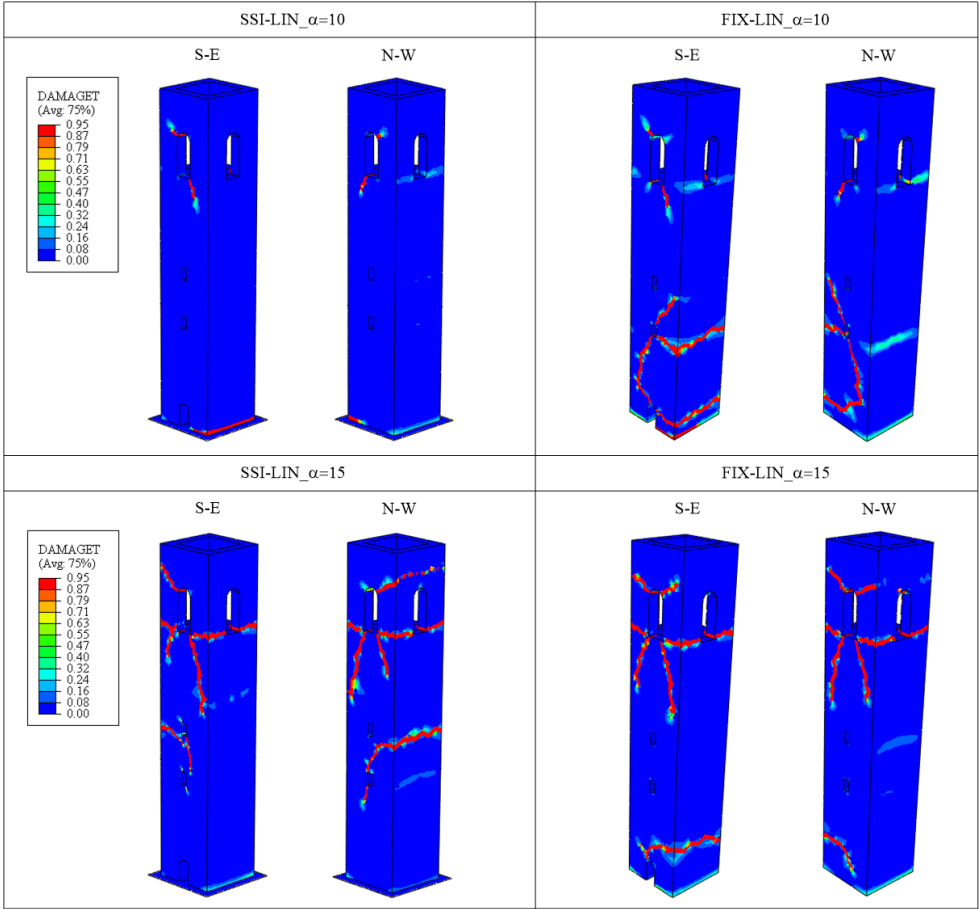 SSI-LIN_α=10
FIX-LIN_α=10
S-E
N-W
S-E
N-W
DAMAGET
(Avg: 75%)
0.95
0.87
0.79
0.71
0.63
0.55
0.47
0.40
0.32
0.24
0.16
0.08
0.00
SSI-LIN_α=15
FIX-LIN_α=15
S-E
N-W
S-E
N-W
DAMAGET
(Avg: 75%)
0.95
0.87
0.79
0.71
0.63
0.55
0.47
0.40
0.32
0.24
0.16
0.08
0.00